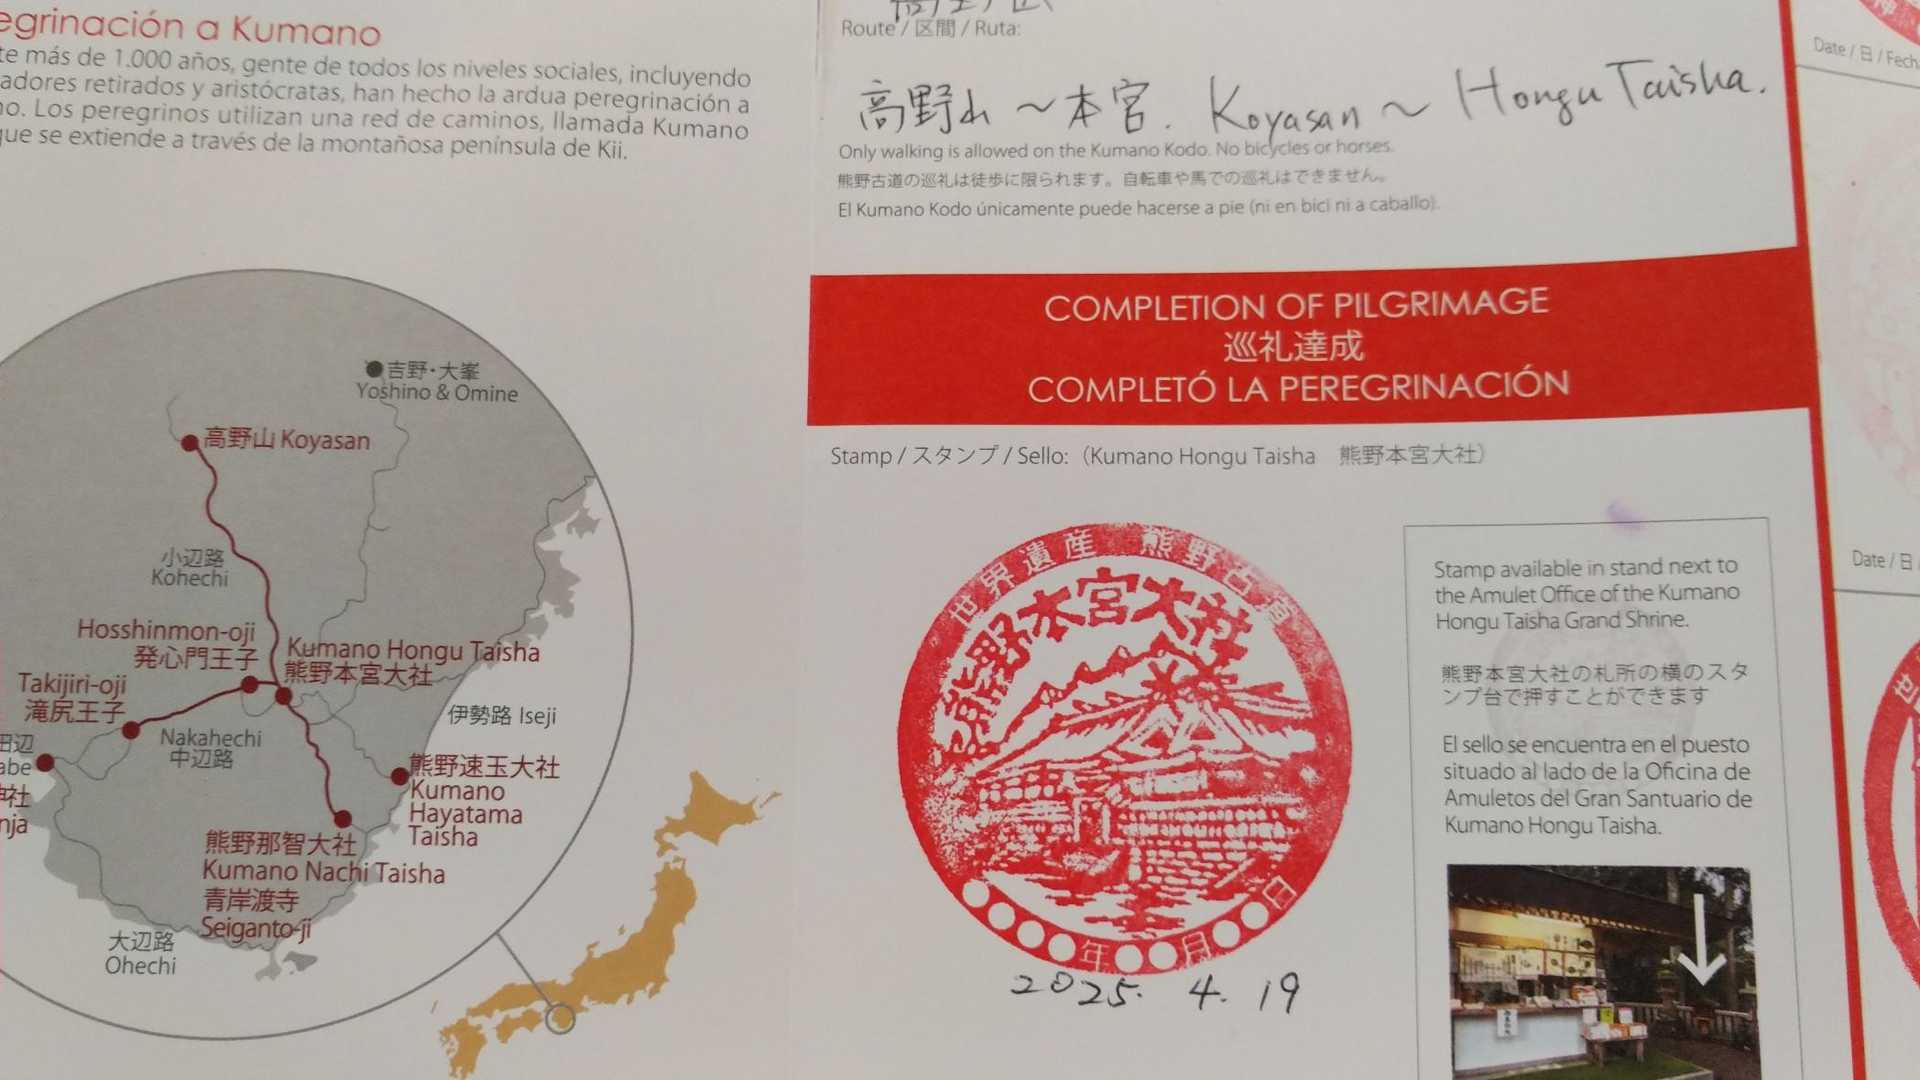 egrinación a Kumano
te más de 1.000 años, gente de todos los niveles sociales, incluyendo
adores retirados y aristócratas, han hecho la ardua peregrinación a
no. Los peregrinos utilizan una red de caminos, llamada Kumano
que se extiende a través de la montañosa península de Kii.
吉野・大峯
Yoshino & Omine
高野山 Koyasan
小辺路
Kohechi
Hosshinmon-oji
発心門王子
Kumano Hongu Taisha
熊野本宮大社
Takijiri-oji
滝尻王子
伊勢路 Iseji
Nakahechi
中辺路
田辺
abe
神社
nja
熊野速玉大社
Kumano
Hayatama
Taisha
熊野那智大社
Kumano Nachi Taisha
青岸渡寺
Seiganto-ji
大辺路
Ohechi
Route / 区間 / Ruta:
高野山 〜 本宮. Koyasan 〜 Hongu Taisha.
Only walking is allowed on the Kumano Kodo. No bicycles or horses.
熊野古道の巡礼は徒歩に限られます。自転車や馬での巡礼はできません。
El Kumano Kodo únicamente puede hacerse a pie (ni en bici ni a caballo).
COMPLETION OF PILGRIMAGE
巡礼達成
COMPLETÓ LA PEREGRINACIÓN
Stamp / スタンプ / Sello:（Kumano Hongu Taisha 熊野本宮大社）
世界遺産 熊野古道
熊野本宮大社
年 月 日
2025. 4. 19
Stamp available in stand next to
the Amulet Office of the Kumano
Hongu Taisha Grand Shrine.
熊野本宮大社の札所の横のスタ
ンプ台で押すことができます
El sello se encuentra en el puesto
situado al lado de la Oficina de
Amuletos del Gran Santuario de
Kumano Hongu Taisha.
神
Date / 日 / Fech
Date / 日
世